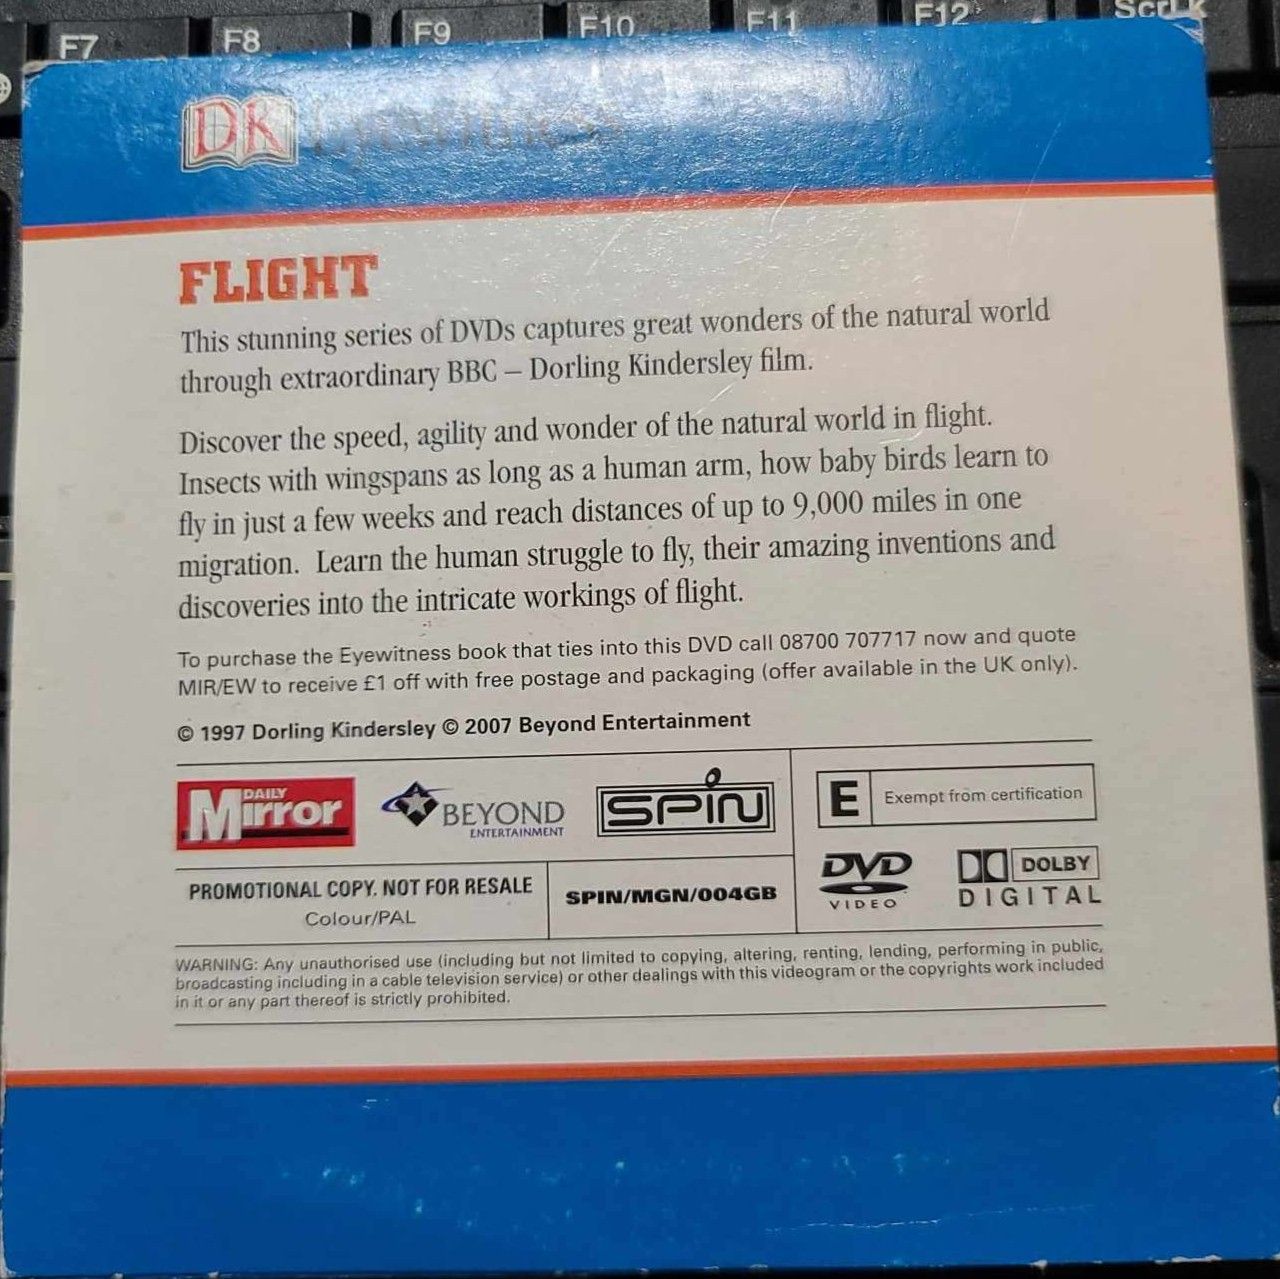 F7 F8 F9 F10 F11 F12 ScrLK
DK Eyewitness
FLIGHT
This stunning series of DVDs captures great wonders of the natural world
through extraordinary BBC – Dorling Kindersley film.
Discover the speed, agility and wonder of the natural world in flight.
Insects with wingspans as long as a human arm, how baby birds learn to
fly in just a few weeks and reach distances of up to 9,000 miles in one
migration. Learn the human struggle to fly, their amazing inventions and
discoveries into the intricate workings of flight.
To purchase the Eyewitness book that ties into this DVD call 08700 707717 now and quote
MIR/EW to receive £1 off with free postage and packaging (offer available in the UK only).
© 1997 Dorling Kindersley © 2007 Beyond Entertainment
DAILY
Mirror
BEYOND
ENTERTAINMENT
SPIN
E Exempt from certification
PROMOTIONAL COPY. NOT FOR RESALE
Colour/PAL
SPIN/MGN/004GB
DVD
VIDEO
DOLBY
DIGITAL
WARNING: Any unauthorised use (including but not limited to copying, altering, renting, lending, performing in public,
broadcasting including in a cable television service) or other dealings with this videogram or the copyrights work included
in it or any part thereof is strictly prohibited.